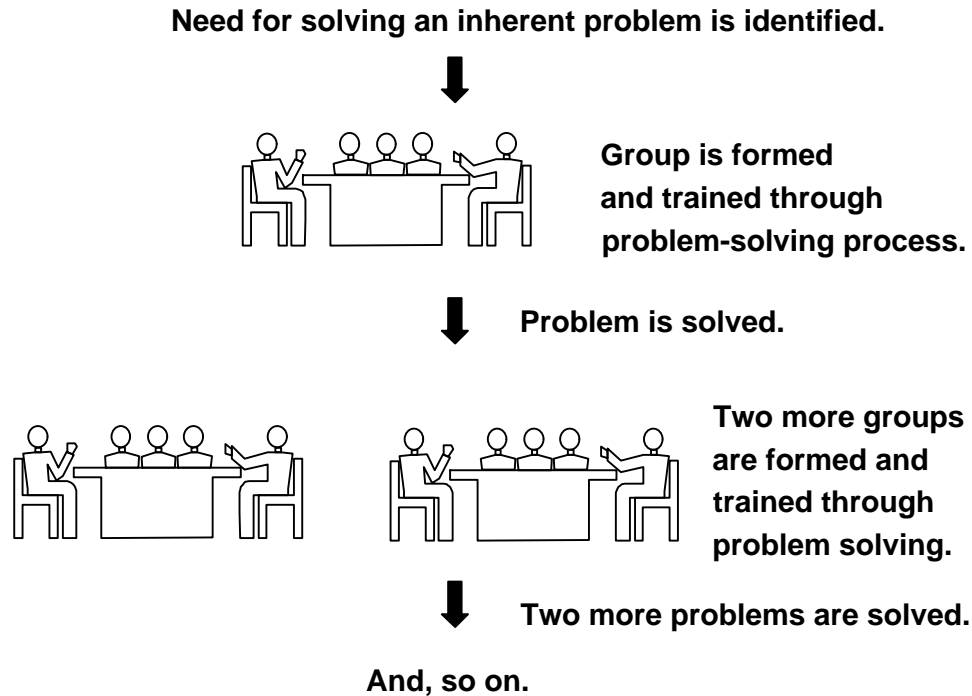 Need for solving an inherent problem is identified.
Group is formed
and trained through
problem-solving process.
Problem is solved.
Two more groups
are formed and
trained through
problem solving.
Two more problems are solved.
And, so on.